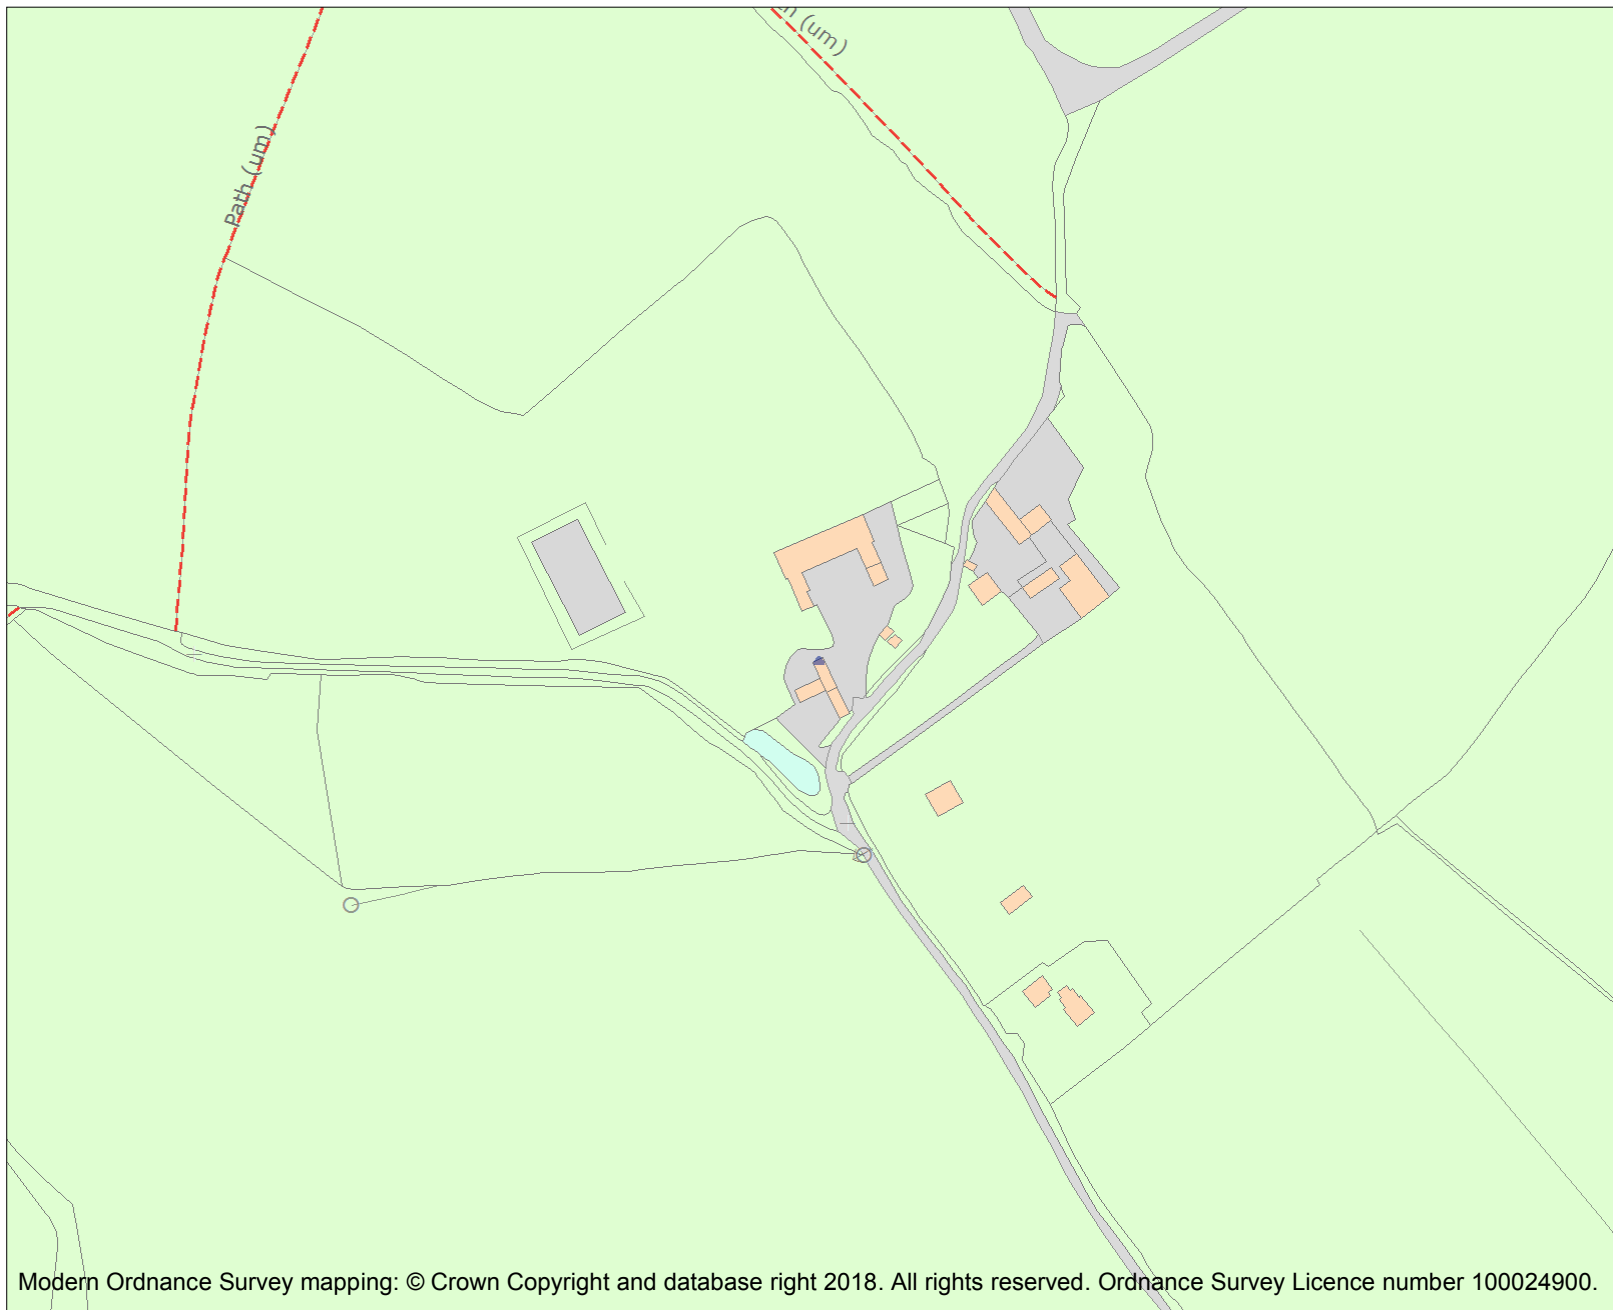 (um)
Path (um)
Modern Ordnance Survey mapping: © Crown Copyright and database right 2018. All rights reserved. Ordnance Survey Licence number 100024900.